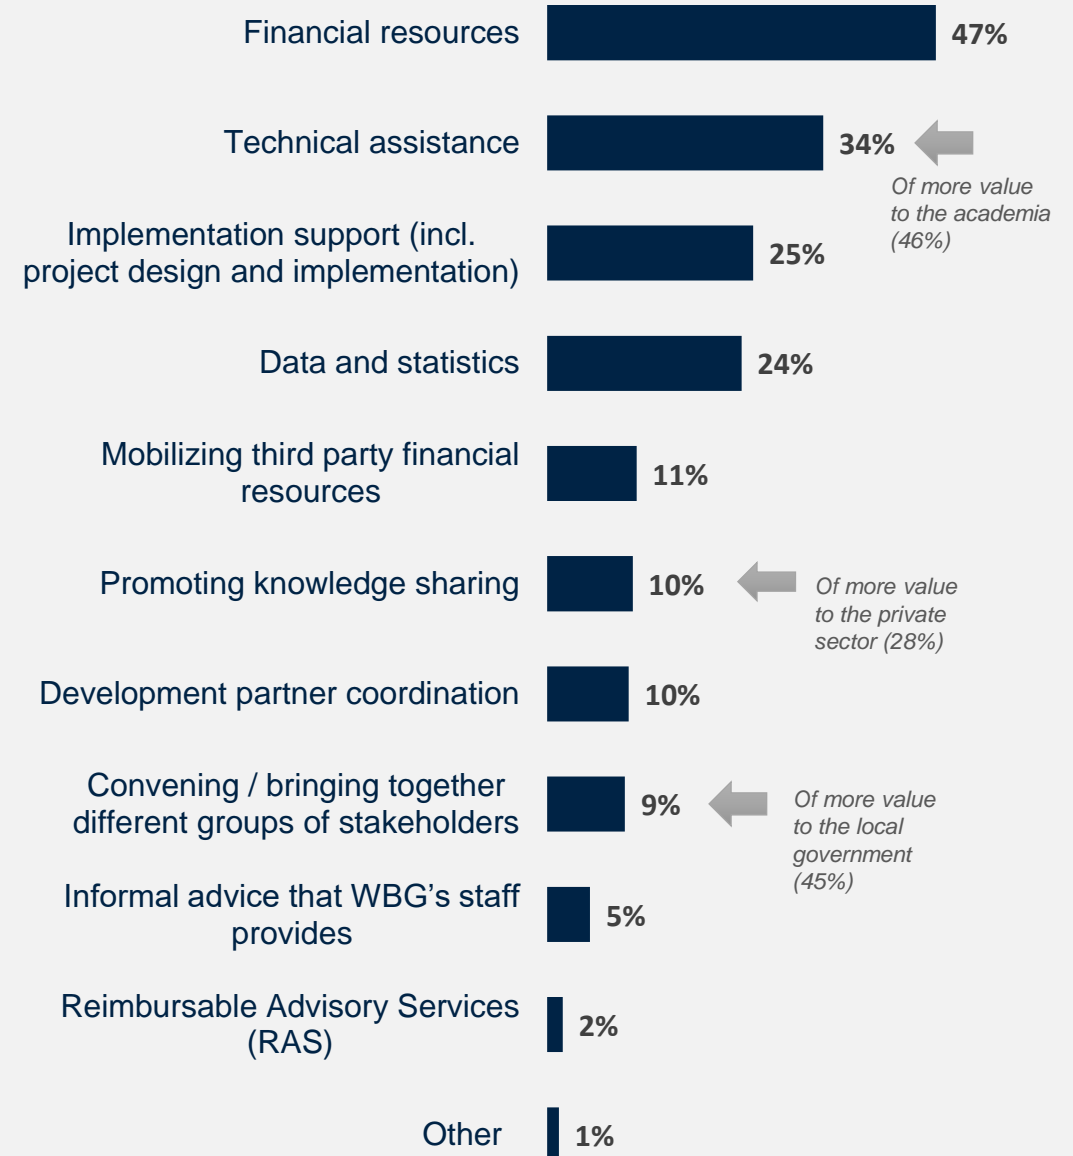 Financial resources
47%
Technical assistance
34%
Of more value
to the academia
(46%)
Implementation support (incl.
project design and implementation)
25%
Data and statistics
24%
Mobilizing third party financial
resources
11%
Promoting knowledge sharing
10%
Of more value
to the private
sector (28%)
Development partner coordination
10%
Convening / bringing together
different groups of stakeholders
9%
Of more value
to the local
government
(45%)
Informal advice that WBG’s staff
provides
5%
Reimbursable Advisory Services
(RAS)
2%
Other
1%